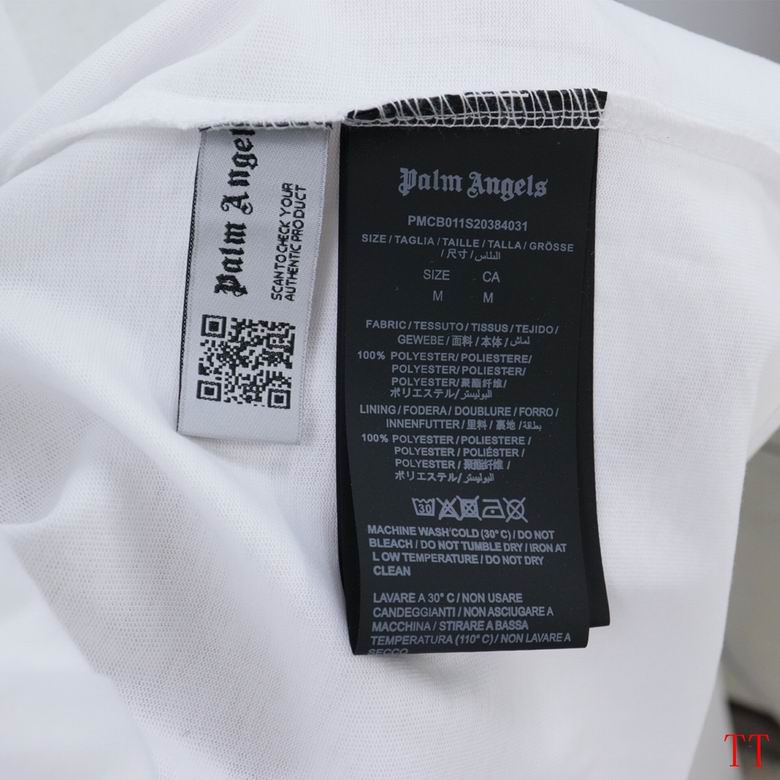 Palm Angel
SCAN TO CHECK YOUR
AUTHENTIC PRODUCT
Palm Angels
PMCB011S20384031
SIZE / TAGLIA / TAILLE / TALLA / GRÖSSE
/ 尺寸 /
SIZE CA
M M
FABRIC / TESSUTO / TISSUS / TEJIDO /
GEWEBE / 面料 / 本体 / قماش
100% POLYESTER / POLIESTERE /
POLYESTER / POLIÉSTER /
POLYESTER / 聚酯纤维 /
ポリエステル / البوليستر
LINING / FODERA / DOUBLURE / FORRO /
INNENFUTTER / 里料 / 裏地 / بطانة
100% POLYESTER / POLIESTERE /
POLYESTER / POLIÉSTER /
POLYESTER / 聚酯纤维 /
ポリエステル / البوليستر
30
MACHINE WASH COLD (30°C) / DO NOT
BLEACH / DO NOT TUMBLE DRY / IRON AT
LOW TEMPERATURE / DO NOT DRY
CLEAN
LAVARE A 30°C / NON USARE
CANDEGGIANTI / NON ASCIUGARE A
MACCHINA / STIRARE A BASSA
TEMPERATURA (110°C) / NON LAVARE A
SECCO
TT